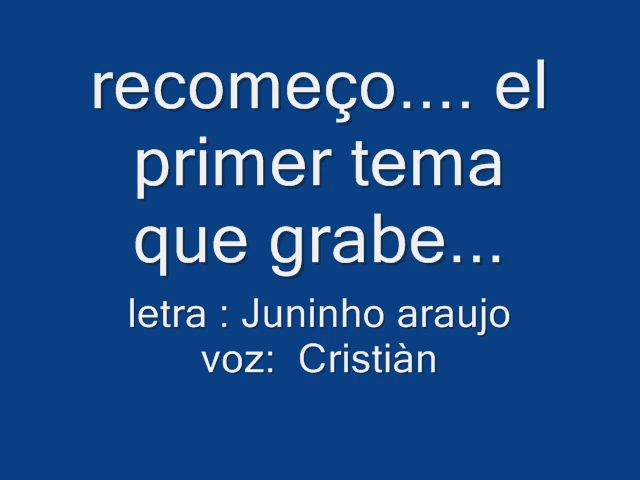 recomeço.... el
primer tema
que grabe...
letra : Juninho araujo
voz:  Cristiàn